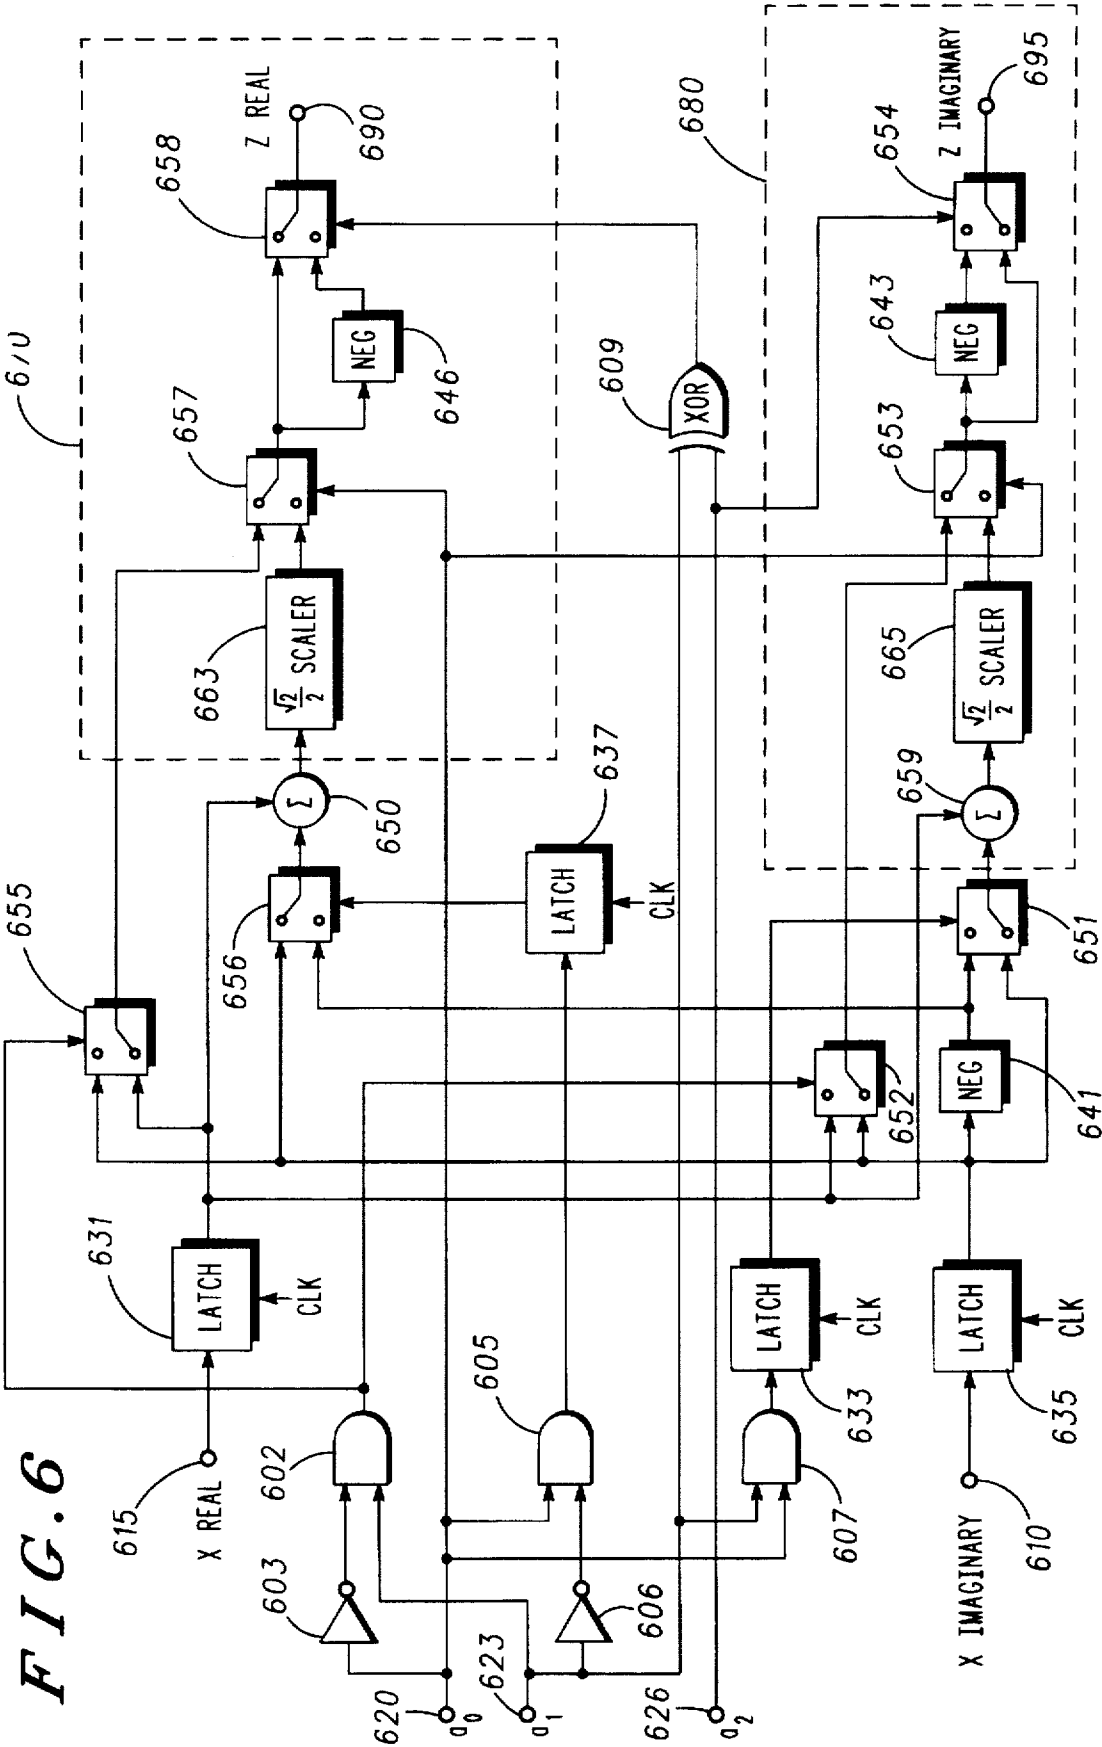 FIG.6
615
X REAL
LATCH
631
CLK
655
656
Σ
650
√2/2 SCALER
663
657
670
NEG
646
658
Z REAL
690
603
602
620
a0
623
a1
606
605
LATCH
637
CLK
XOR
609
626
a2
607
LATCH
633
CLK
652
680
X IMAGINARY
610
LATCH
635
CLK
NEG
641
651
Σ
659
√2/2 SCALER
665
653
NEG
643
654
Z IMAGINARY
695